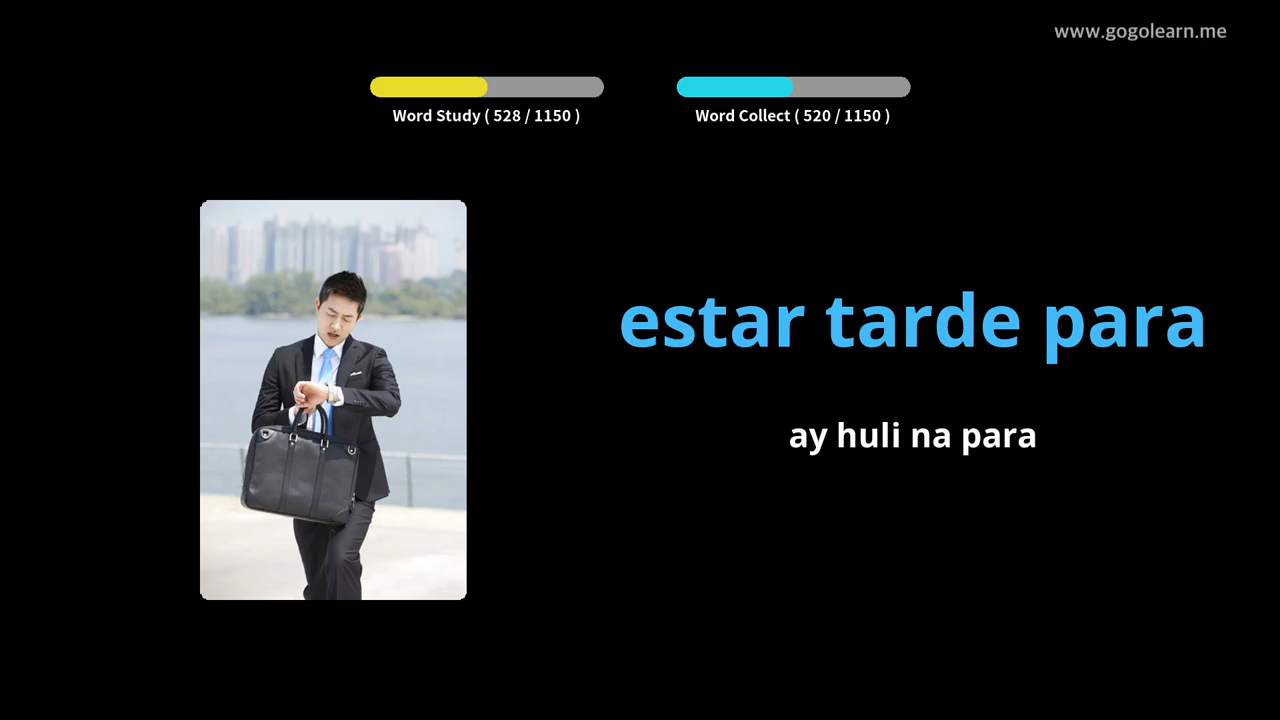 www.gogolearn.me
Word Study ( 528 / 1150 )
Word Collect ( 520 / 1150 )
estar tarde para
ay huli na para